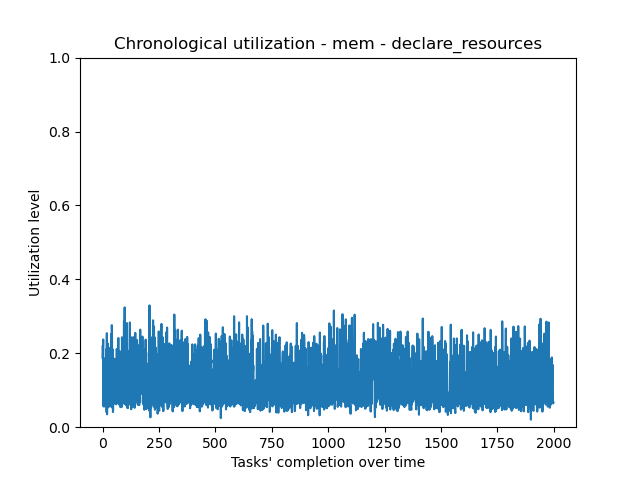 Chronological utilization - mem - declare_resources
1.0
0.8
0.6
0.4
0.2
0.0
Utilization level
0 250 500 750 1000 1250 1500 1750 2000
Tasks' completion over time